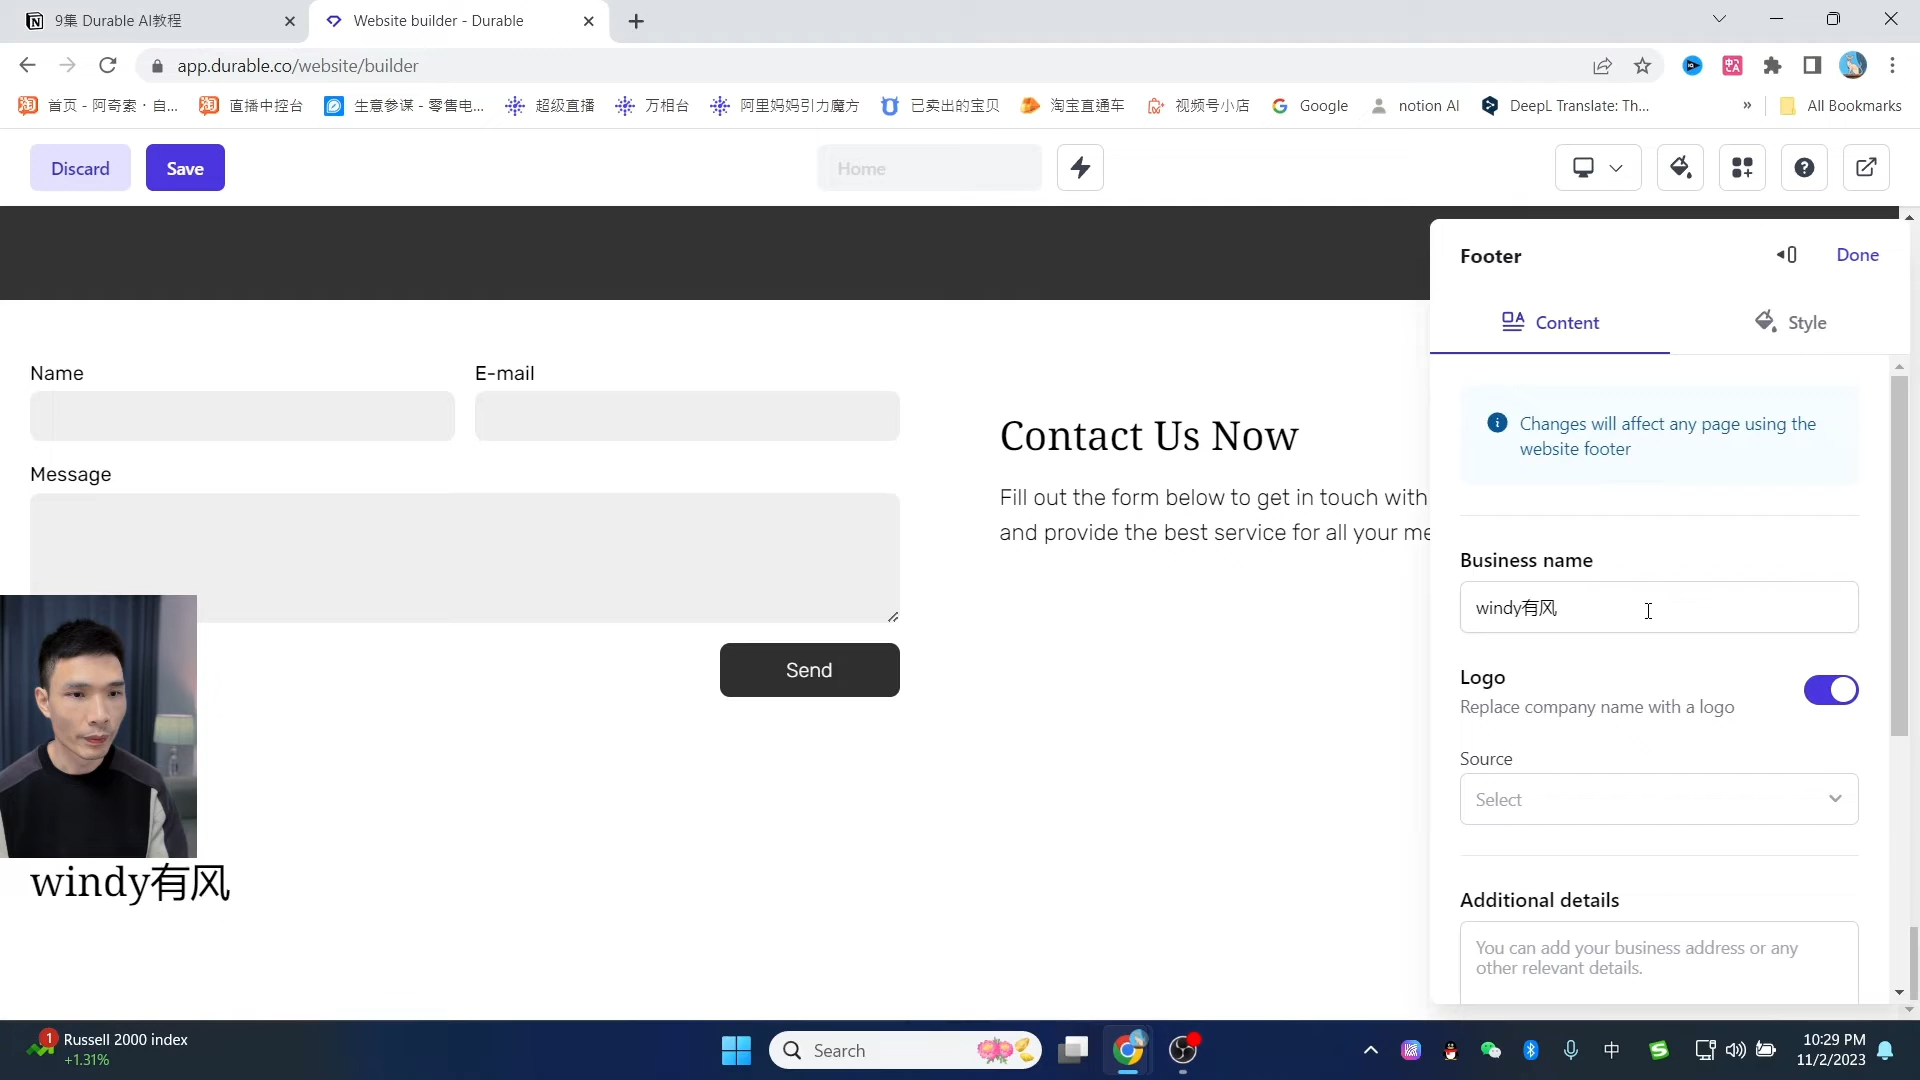 9集 Durable AI教程
Website builder - Durable
app.durable.co/website/builder
首页 - 阿奇索 · 自...
直播中控台
生意参谋 - 零售电...
超级直播
万相台
阿里妈妈引力魔方
已卖出的宝贝
淘宝直通车
视频号小店
Google
notion AI
DeepL Translate: Th...
»
All Bookmarks
Discard
Save
Home
Footer
Done
Content
Style
Changes will affect any page using the
website footer
Name
E-mail
Message
Send
Contact Us Now
Fill out the form below to get in touch with
and provide the best service for all your me
windy有风
Business name
windy有风
Logo
Replace company name with a logo
Source
Select
Additional details
You can add your business address or any
other relevant details.
1
Russell 2000 index
+1.31%
Search
中
10:29 PM
11/2/2023